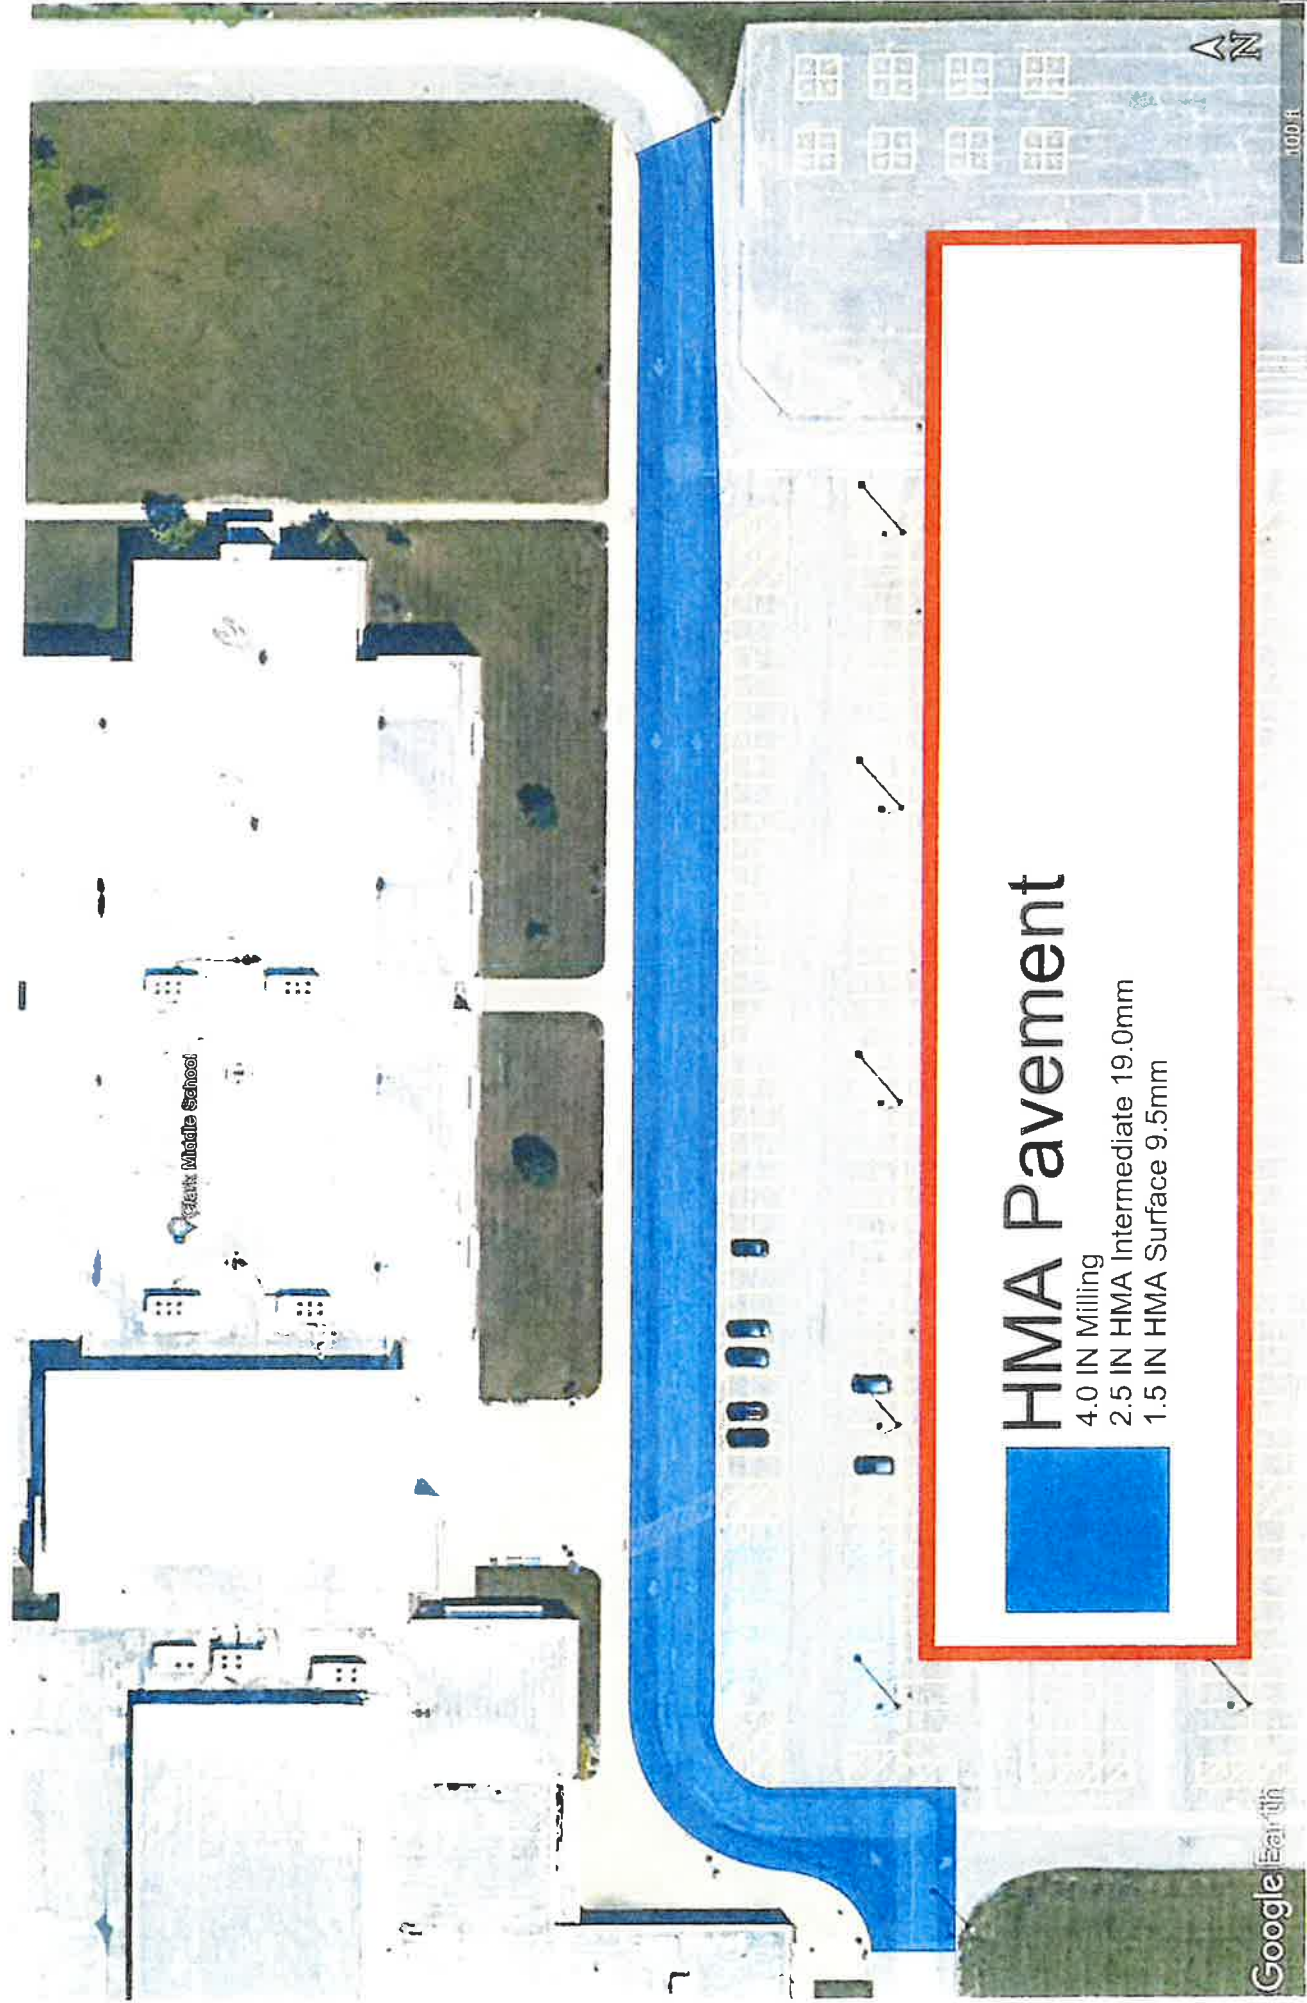 Clark Middle School
HMA Pavement
4.0 IN Milling
2.5 IN HMA Intermediate 19.0mm
1.5 IN HMA Surface 9.5mm
Google Earth
N
100 ft